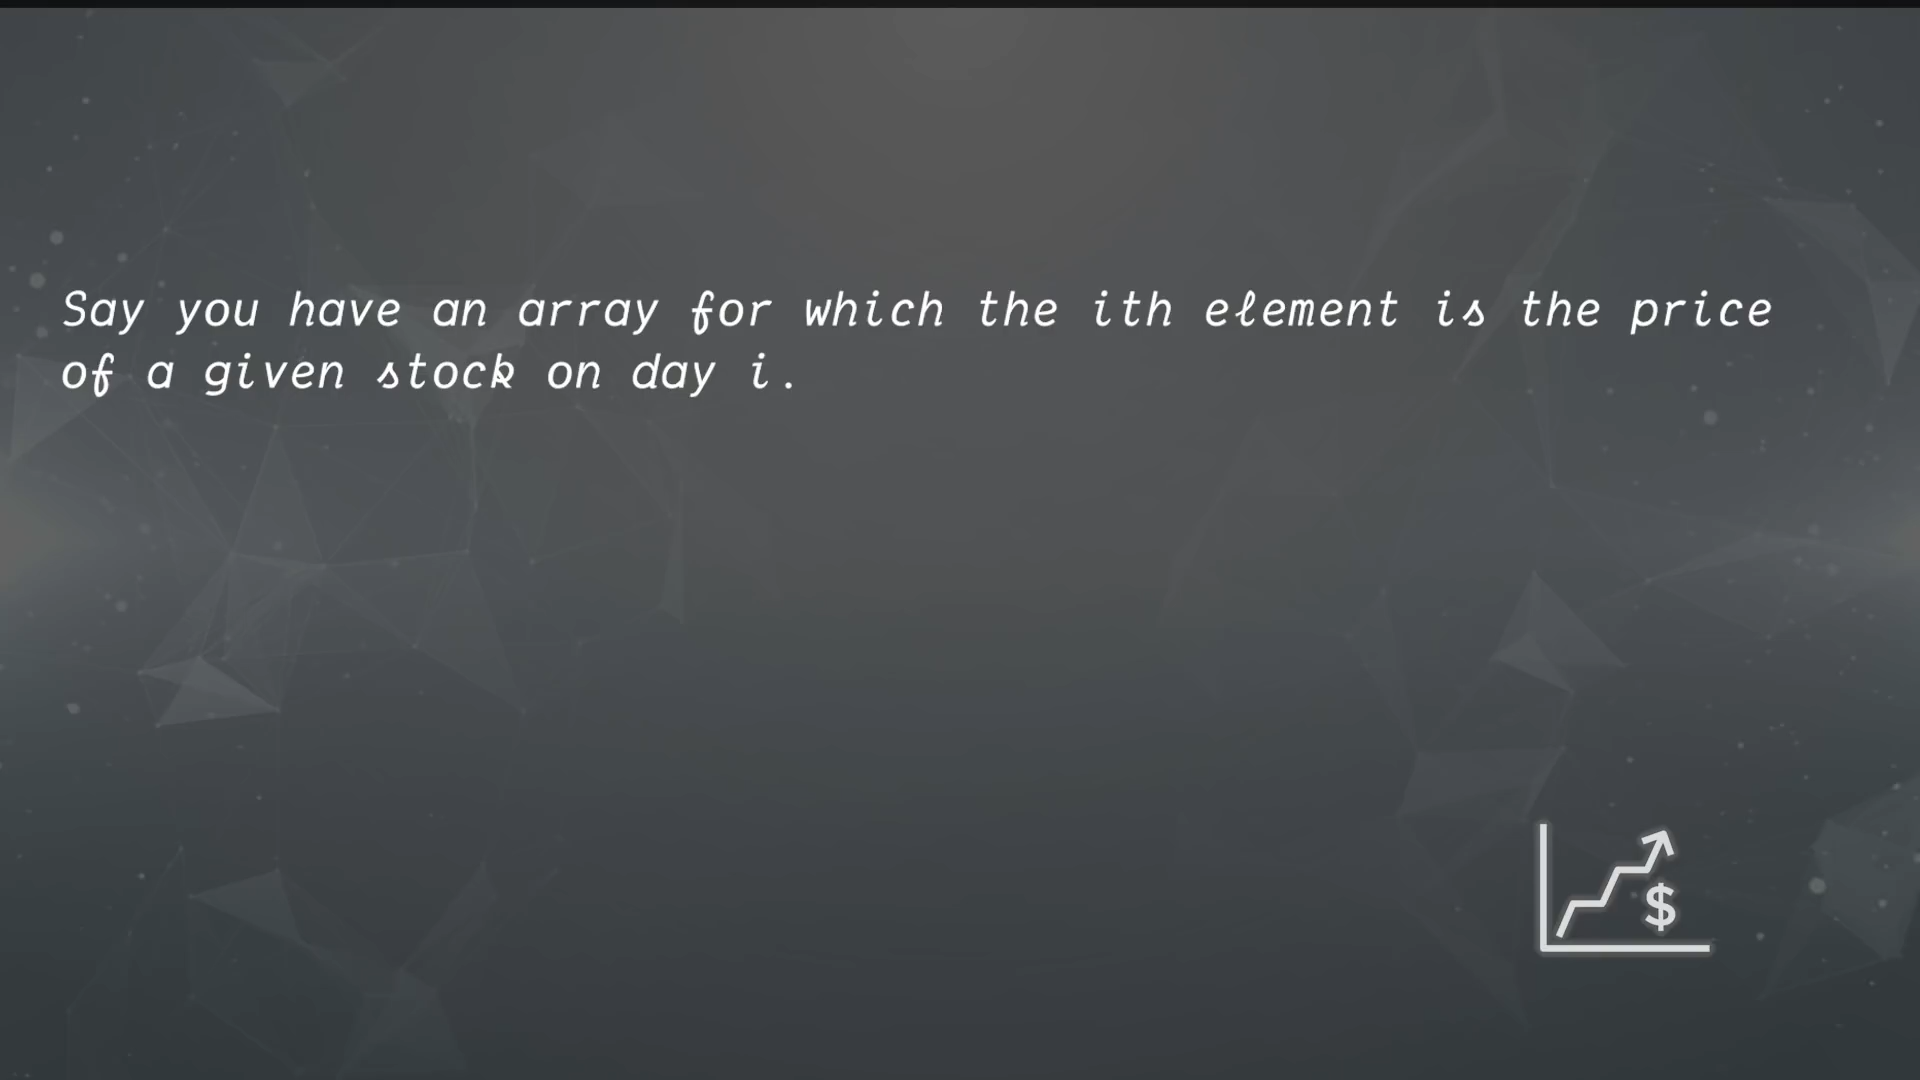 Say you have an array for which the ith element is the price
of a given stock on day i.
$